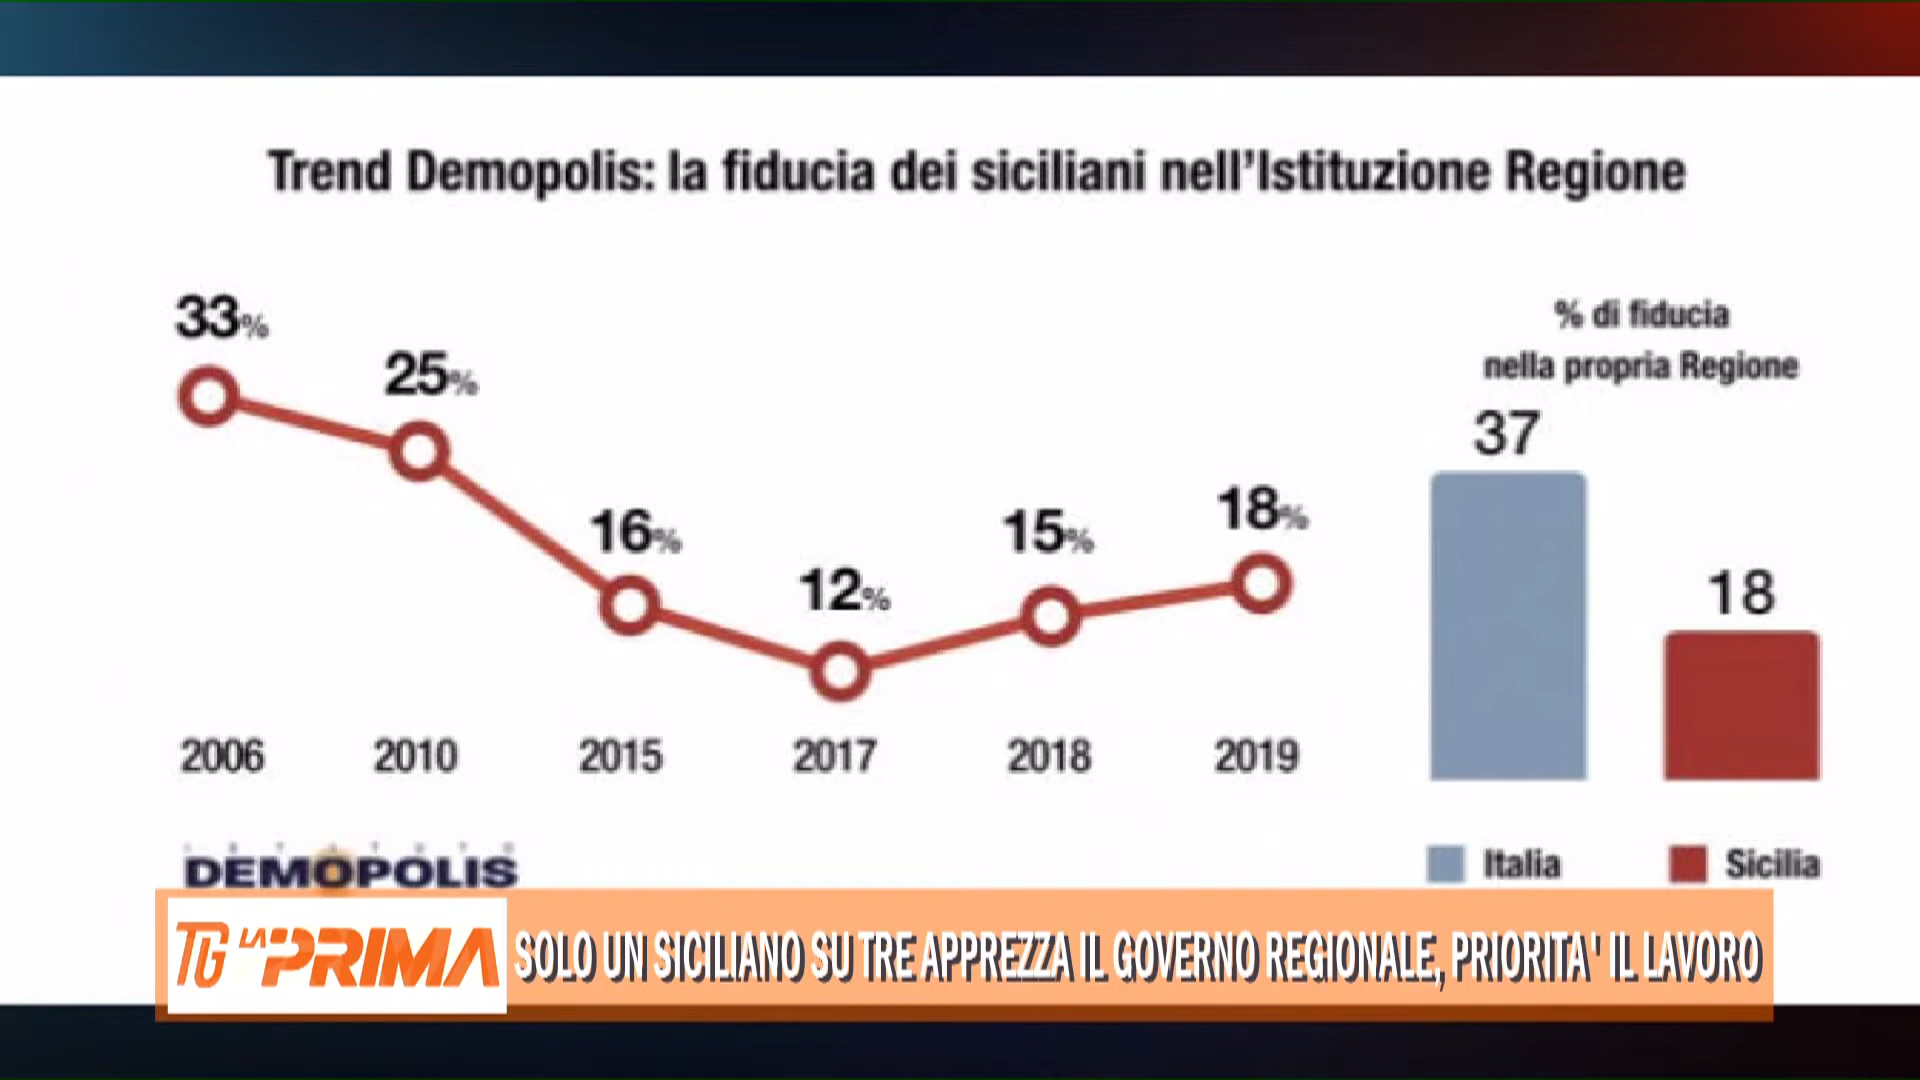 Trend Demopolis: la fiducia dei siciliani nell'Istituzione Regione
33%
25%
16%
12%
15%
18%
2006 2010 2015 2017 2018 2019
% di fiducia
nella propria Regione
37
18
Italia Sicilia
ISTITUTO
DEMOPOLIS
TG LA PRIMA
SOLO UN SICILIANO SU TRE APPREZZA IL GOVERNO REGIONALE, PRIORITA' IL LAVORO